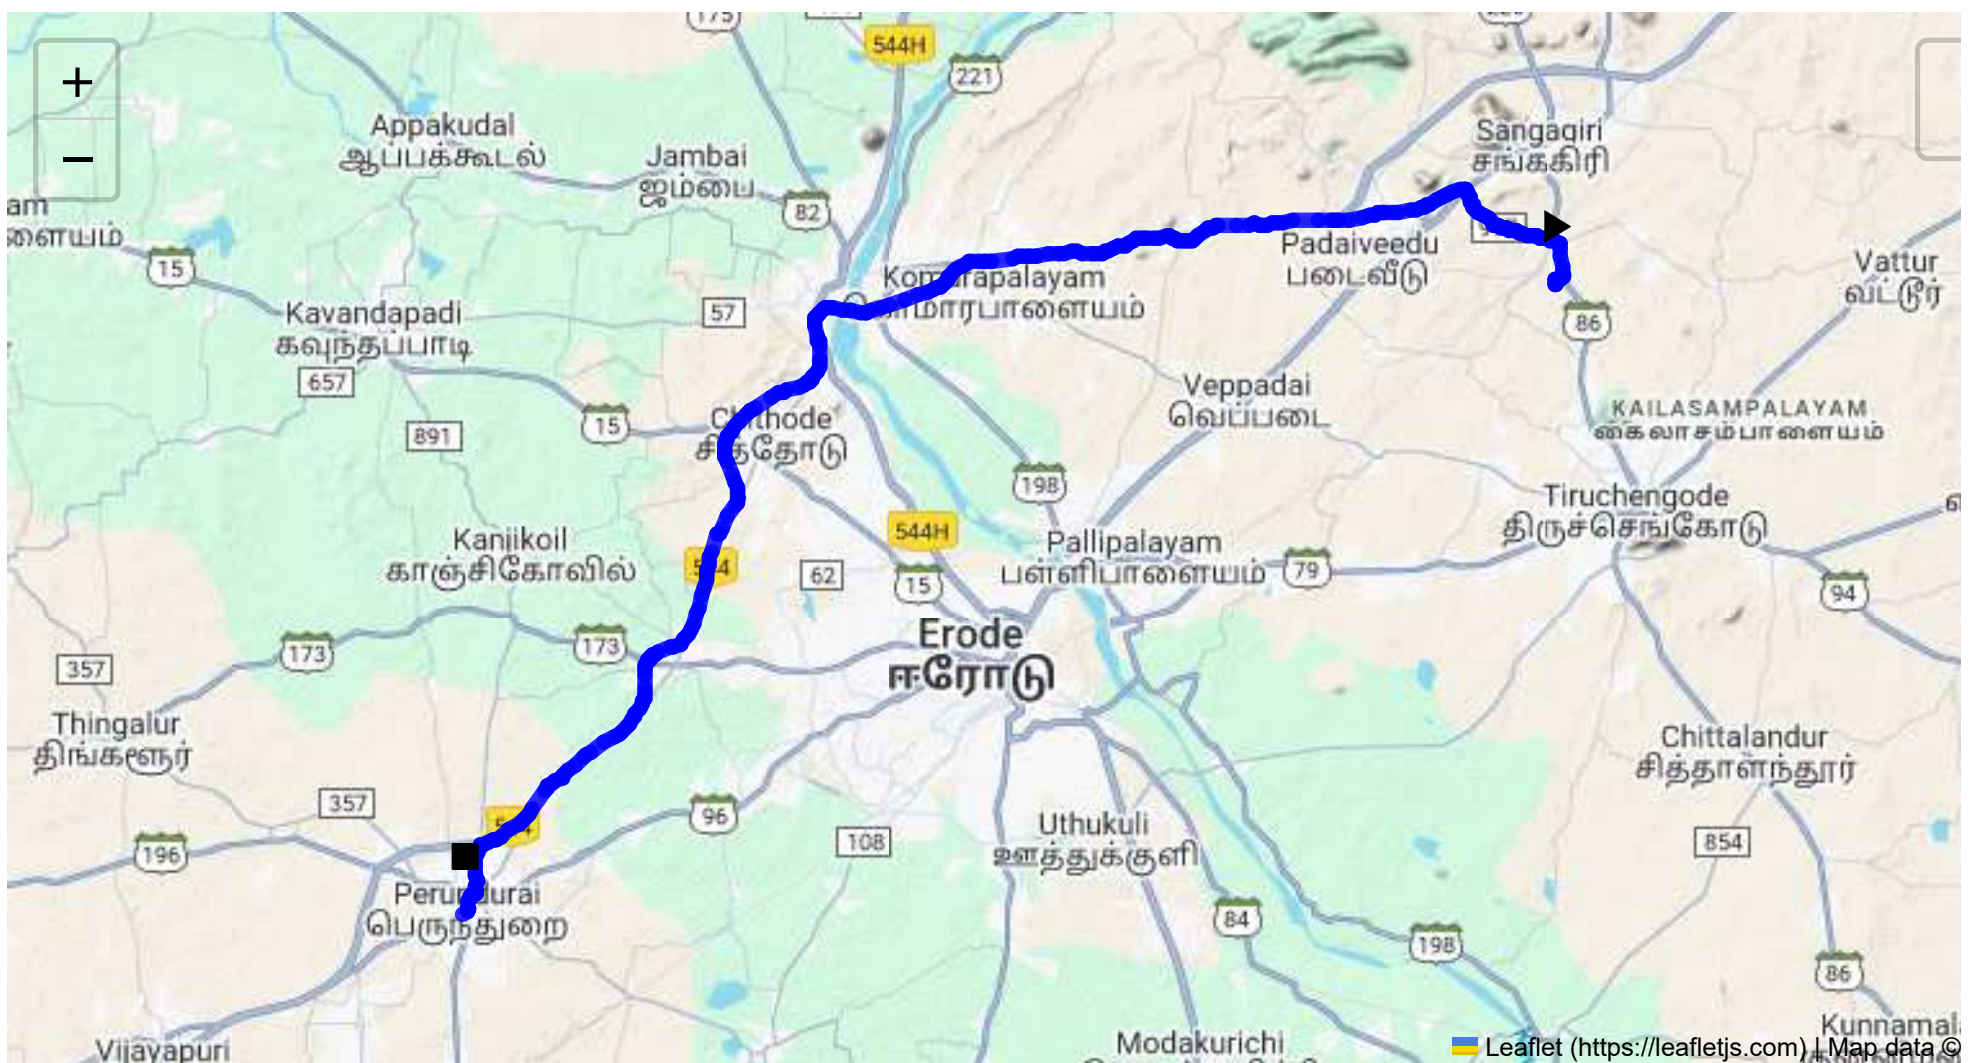 175
544H
221
+
−
Appakudal
ஆப்பக்கூடல்
Jambai
ஜம்பை
82
Sangagiri
சங்ககிரி
15
Padaiveedu
படைவீடு
Vattur
வட்டூர்
57
Kavandapadi
கவுந்தப்பாடி
657
86
Veppadai
வெப்படை
KAILASAMPALAYAM
கைலாசம்பாளையம்
891
15
198
Tiruchengode
திருச்செங்கோடு
Kanjikoil
காஞ்சிகோவில்
544H
62
15
Pallipalayam
பள்ளிபாளையம்
79
94
357
173
173
Erode
ஈரோடு
Thingalur
திங்களூர்
Chittalandur
சித்தாளந்தூர்
357
96
196
108
Uthukuli
ஊத்துக்குளி
854
பெருந்துறை
84
198
86
Vijayapuri
Modakurichi
Leaflet (https://leafletjs.com) | Map data ©